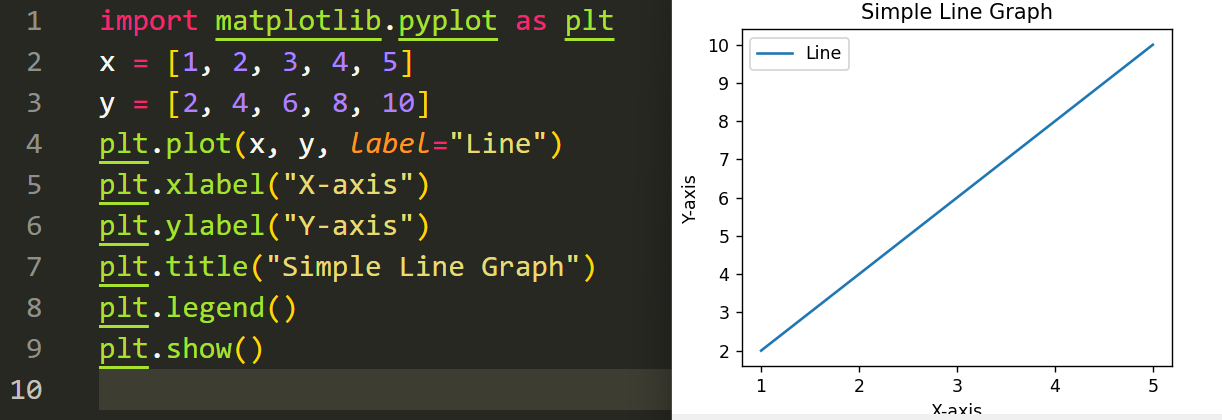 1 import matplotlib.pyplot as plt
2 x = [1, 2, 3, 4, 5]
3 y = [2, 4, 6, 8, 10]
4 plt.plot(x, y, label="Line")
5 plt.xlabel("X-axis")
6 plt.ylabel("Y-axis")
7 plt.title("Simple Line Graph")
8 plt.legend()
9 plt.show()
10
Simple Line Graph
Line
Y-axis
10
9
8
7
6
5
4
3
2
1 2 3 4 5
X-axis